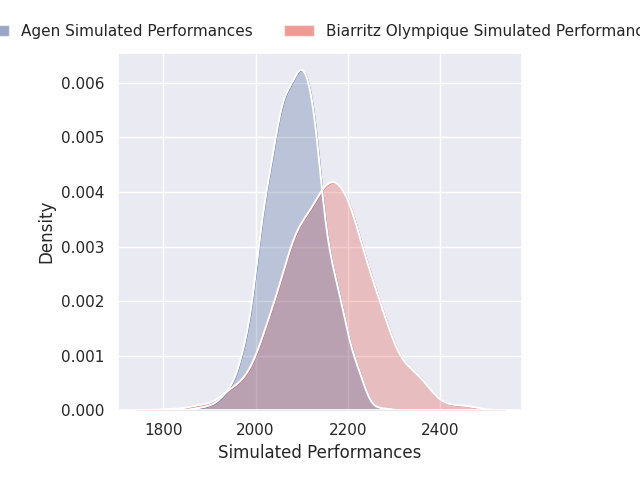 Agen Simulated Performances
Biarritz Olympique Simulated
0.006
0.005
0.004
0.003
0.002
0.001
0.000
Density
1800 2000 2200 2400
Simulated Performances